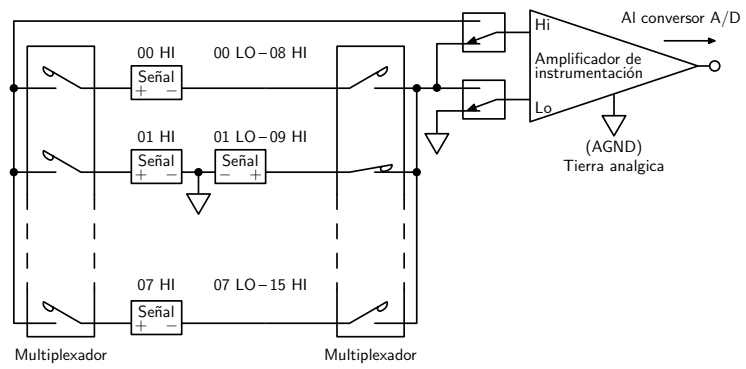 Al conversor A/D
Hi
00 HI
00 LO–08 HI
Señal
+ −
Amplificador de
instrumentación
Lo
01 HI
01 LO–09 HI
Señal
+ −
Señal
− +
(AGND)
Tierra analgica
07 HI
07 LO–15 HI
Señal
+ −
Multiplexador
Multiplexador